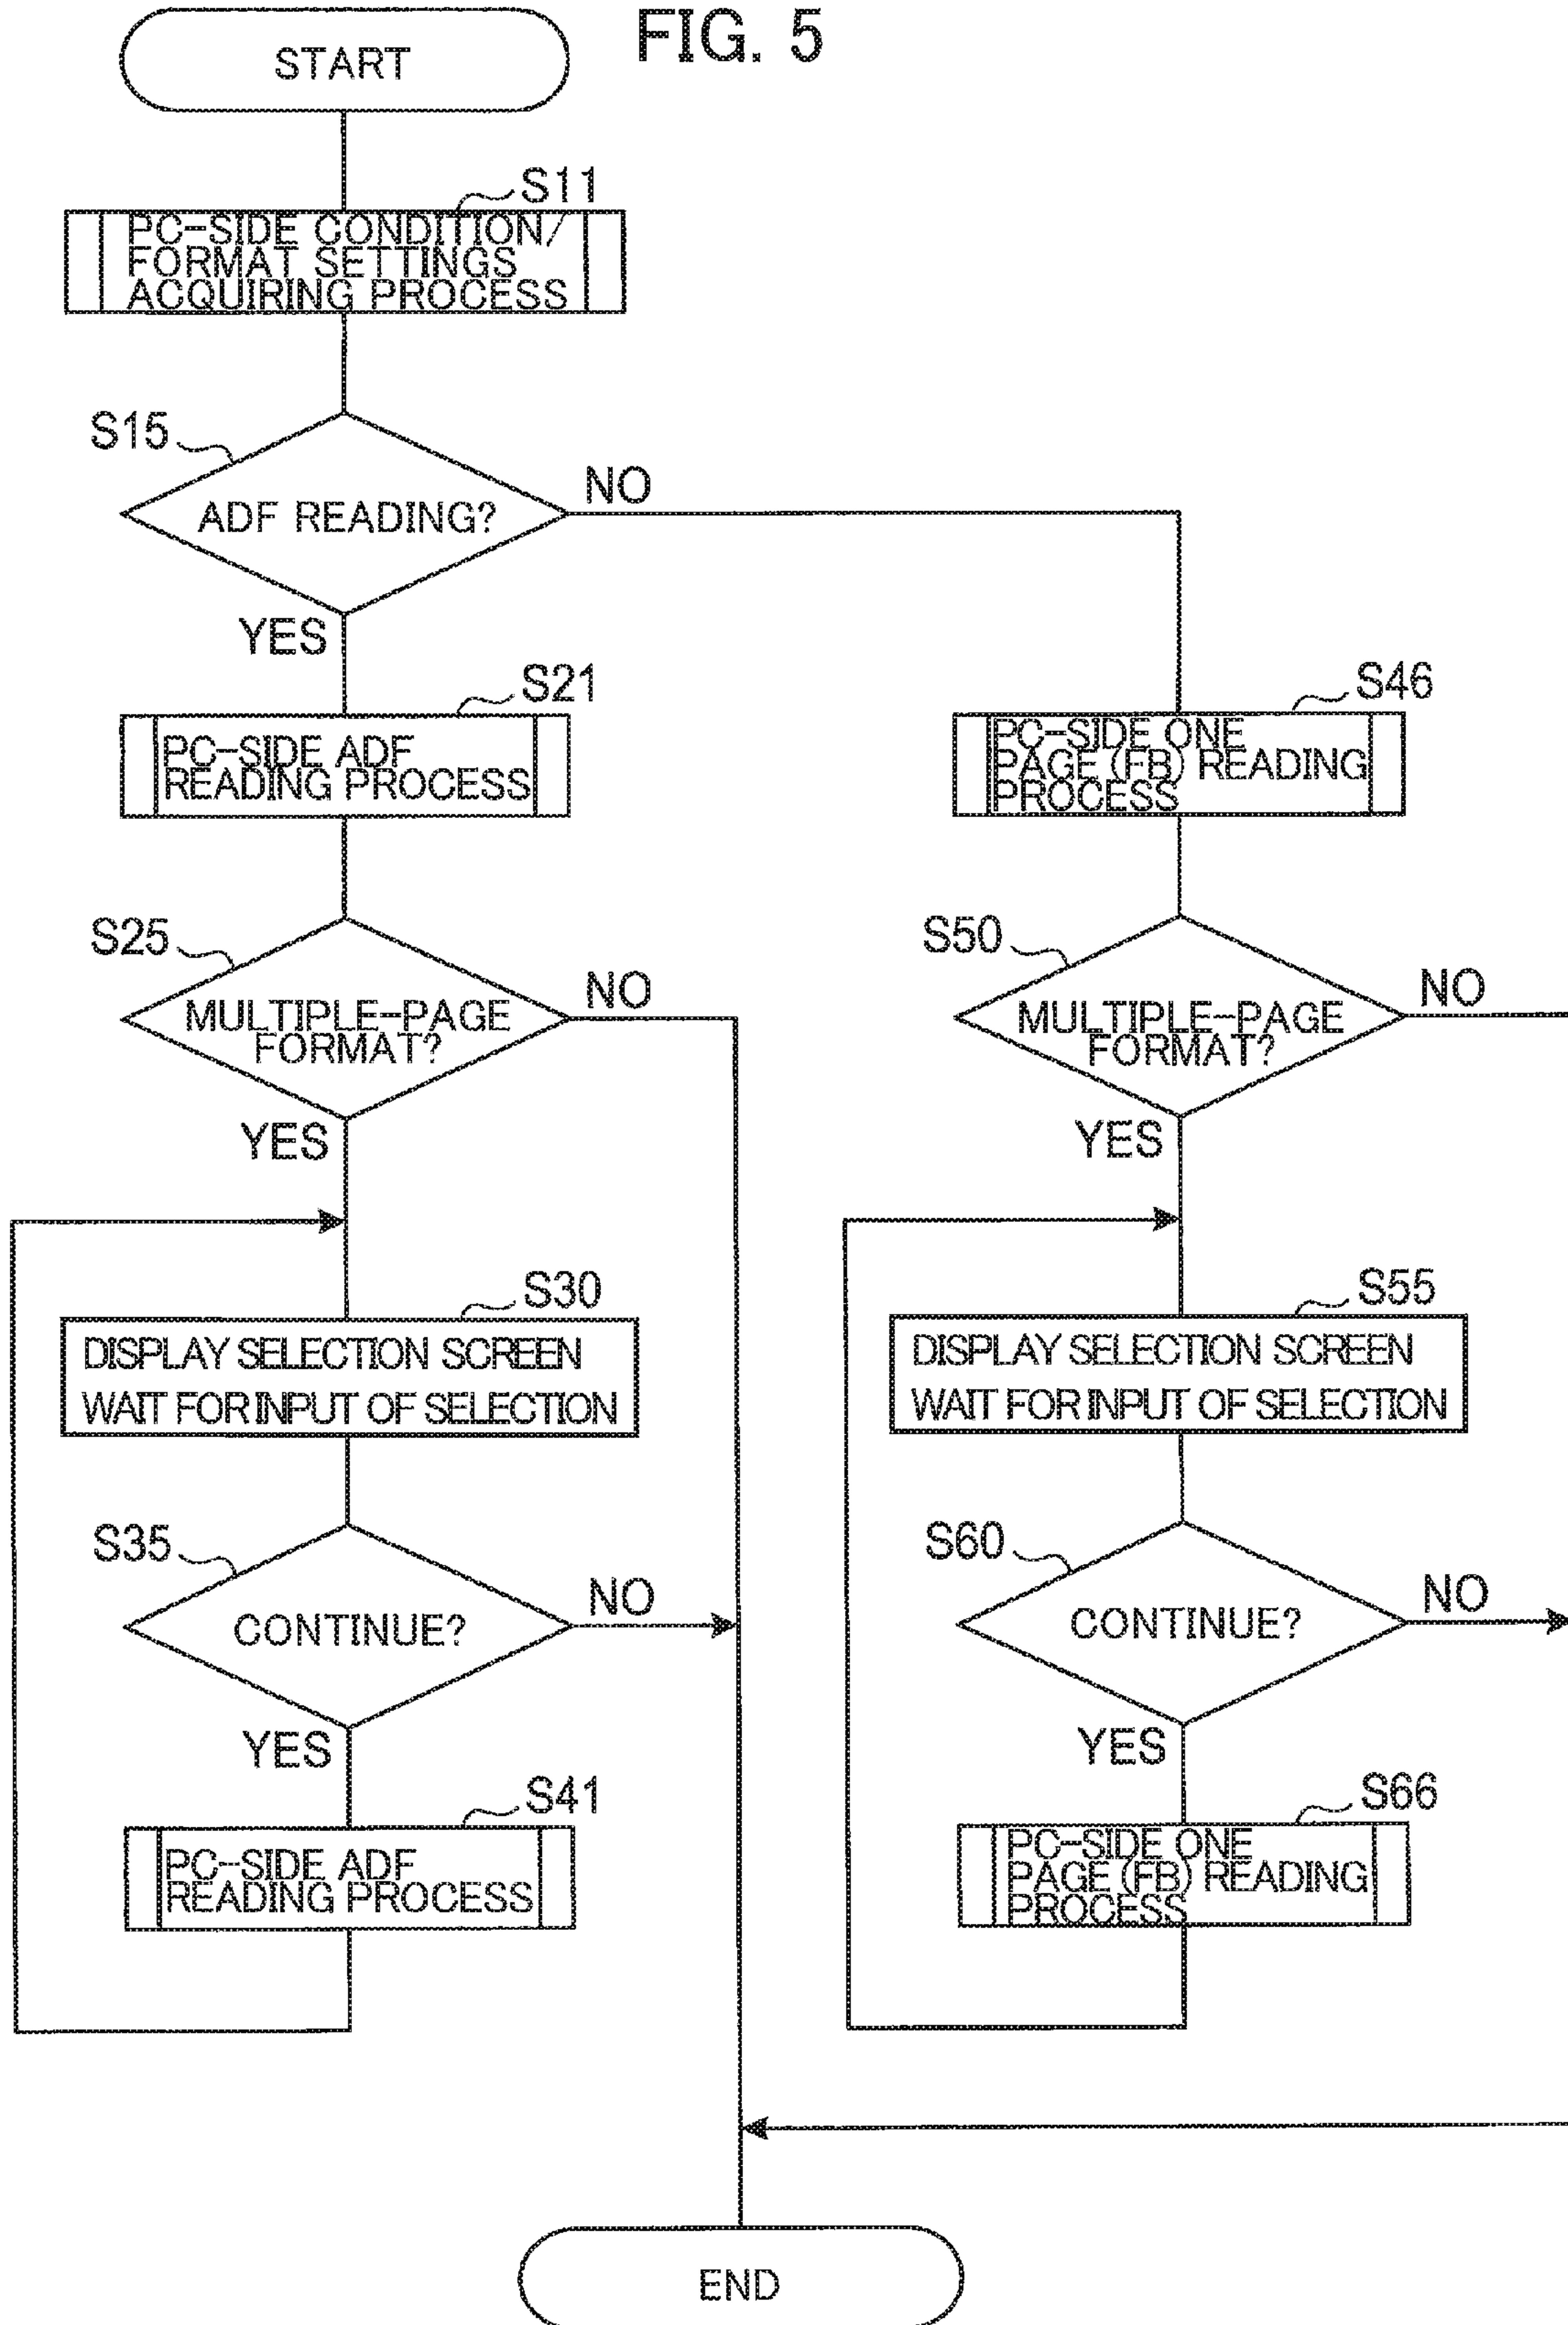 FIG. 5
START
S11
PC-SIDE CONDITION/
FORMAT SETTINGS
ACQUIRING PROCESS
S15
ADF READING?
NO
YES
S21
PC-SIDE ADF
READING PROCESS
S46
PC-SIDE ONE
PAGE (FB) READING
PROCESS
S25
MULTIPLE-PAGE
FORMAT?
NO
YES
S50
MULTIPLE-PAGE
FORMAT?
NO
YES
S30
DISPLAY SELECTION SCREEN
WAIT FOR INPUT OF SELECTION
S55
DISPLAY SELECTION SCREEN
WAIT FOR INPUT OF SELECTION
S35
CONTINUE?
NO
YES
S60
CONTINUE?
NO
YES
S41
PC-SIDE ADF
READING PROCESS
S66
PC-SIDE ONE
PAGE (FB) READING
PROCESS
END